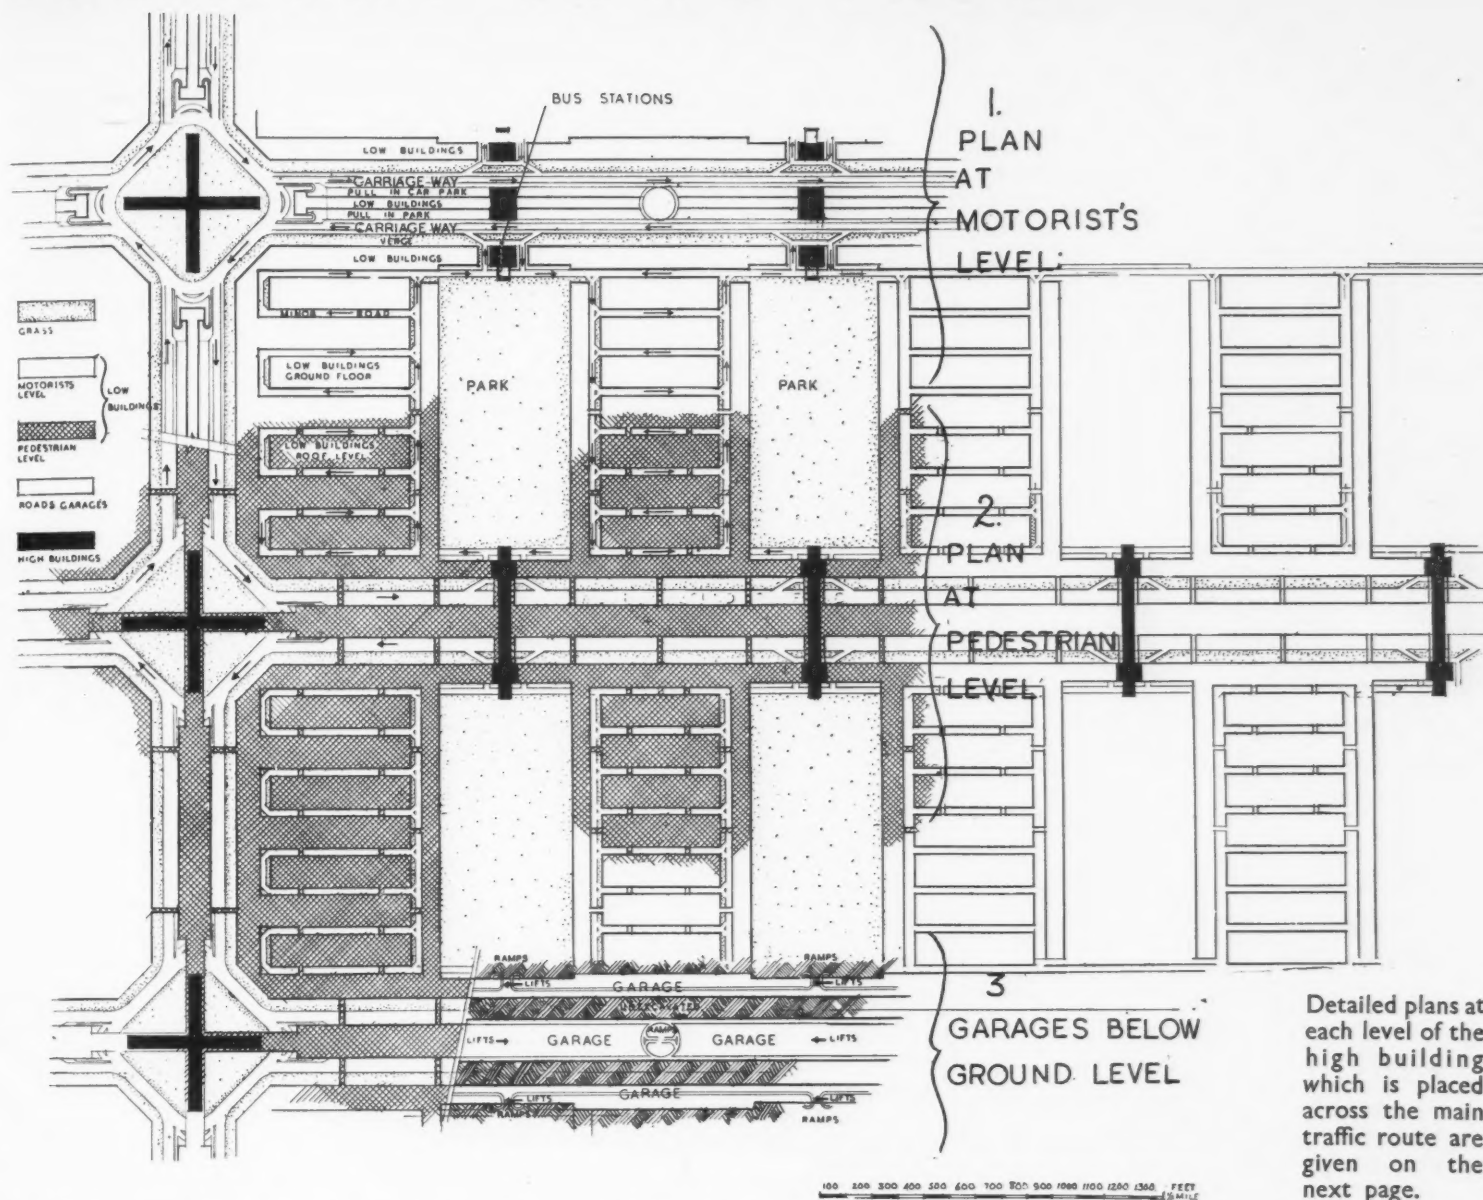 BUS STATIONS
LOW BUILDINGS
CARRIAGE-WAY
PULL IN CAR PARK
LOW BUILDINGS
PULL IN PARK
CARRIAGE WAY
VERGE
LOW BUILDINGS
1.
PLAN
AT
MOTORIST'S
LEVEL
GRASS
MOTORISTS
LEVEL
LOW
BUILDINGS
PEDESTRIAN
LEVEL
ROADS GARAGES
HIGH BUILDINGS
MINOR ROAD
LOW BUILDINGS
GROUND FLOOR
PARK
PARK
LOW BUILDINGS
ROOF LEVEL
2.
PLAN
AT
PEDESTRIAN
LEVEL
RAMPS
RAMPS
LIFTS
GARAGE
LIFTS
3
RAMPS
LIFTS
GARAGE
GARAGE
LIFTS
GARAGES BELOW
GROUND LEVEL
LIFTS
GARAGE
LIFTS
RAMPS
RAMPS
100 200 300 400 500 600 700 800 900 1000 1100 1200 1300 FEET
¼ MILE
Detailed plans at
each level of the
high building
which is placed
across the main
traffic route are
given on the
next page.